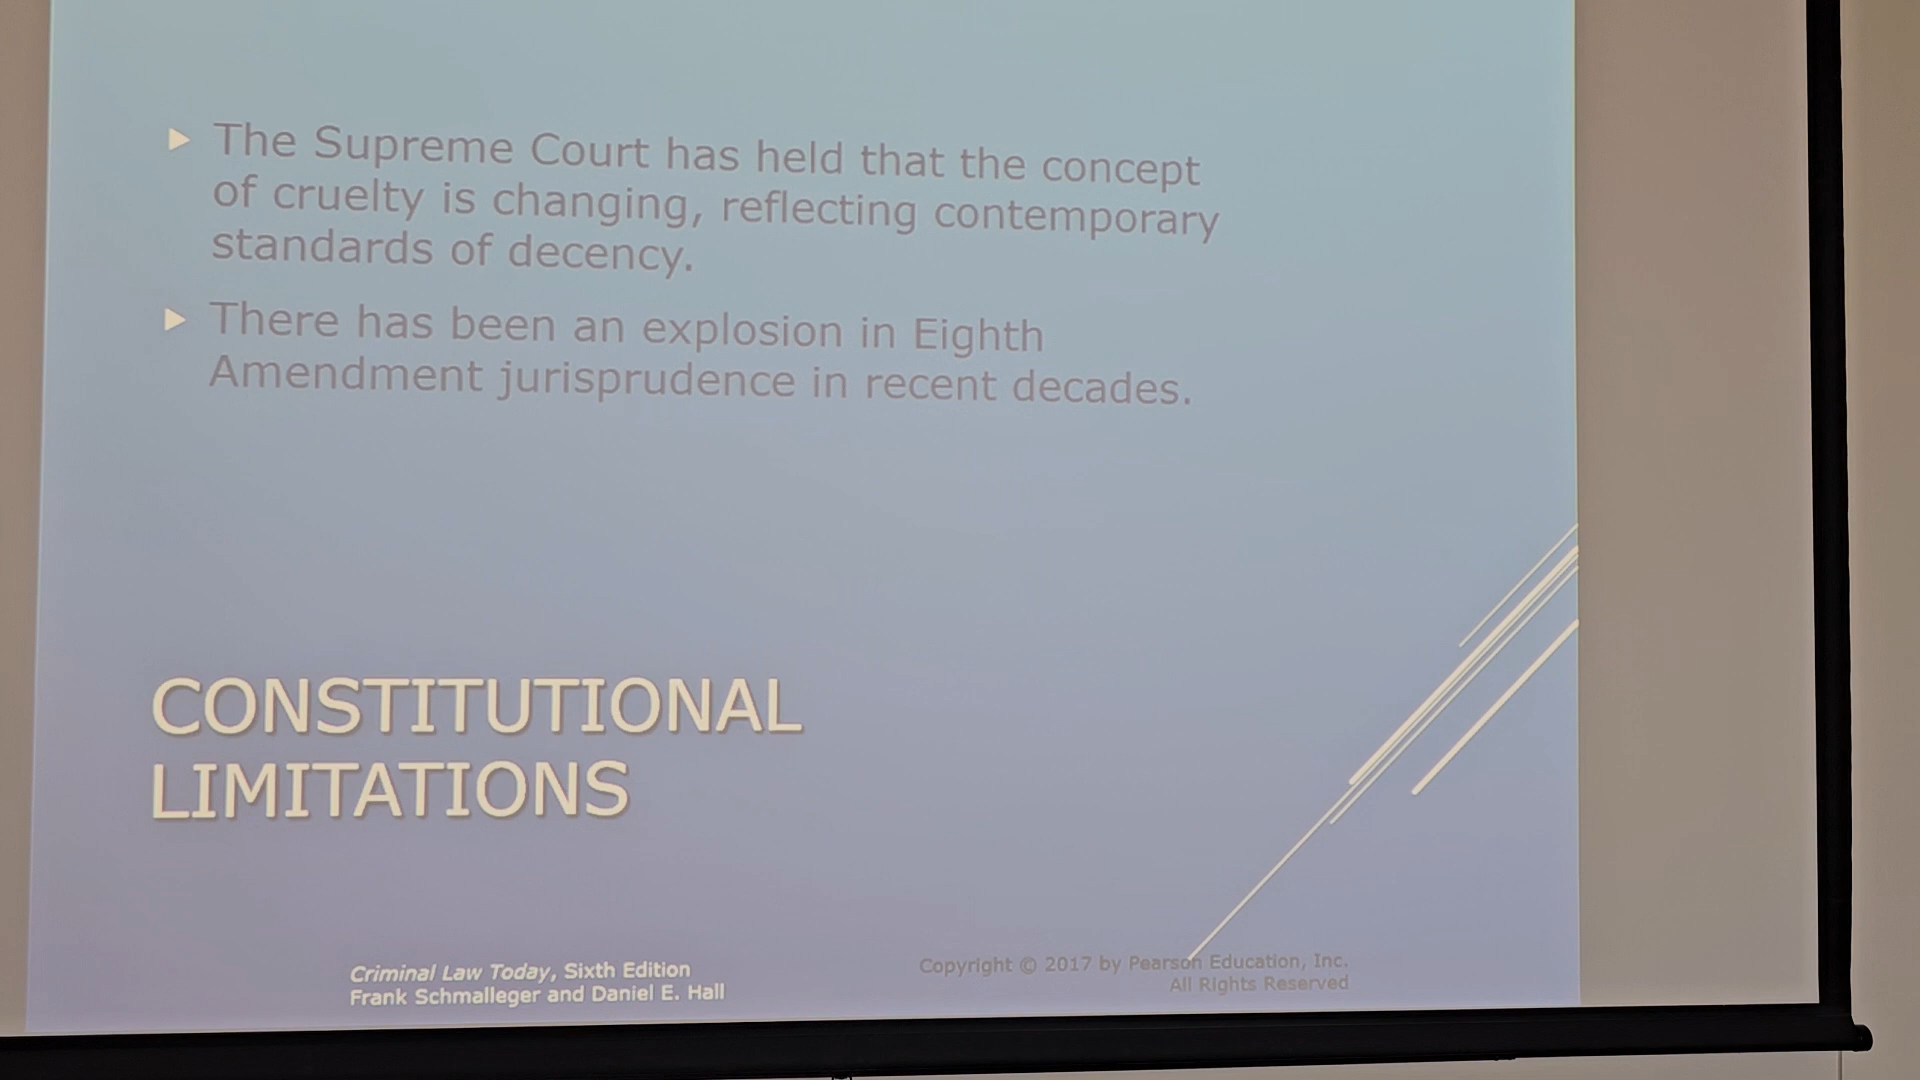 The Supreme Court has held that the concept
of cruelty is changing, reflecting contemporary
standards of decency.
There has been an explosion in Eighth
Amendment jurisprudence in recent decades.
CONSTITUTIONAL
LIMITATIONS
Criminal Law Today, Sixth Edition
Frank Schmalleger and Daniel E. Hall
Copyright © 2017 by Pearson Education, Inc.
All Rights Reserved